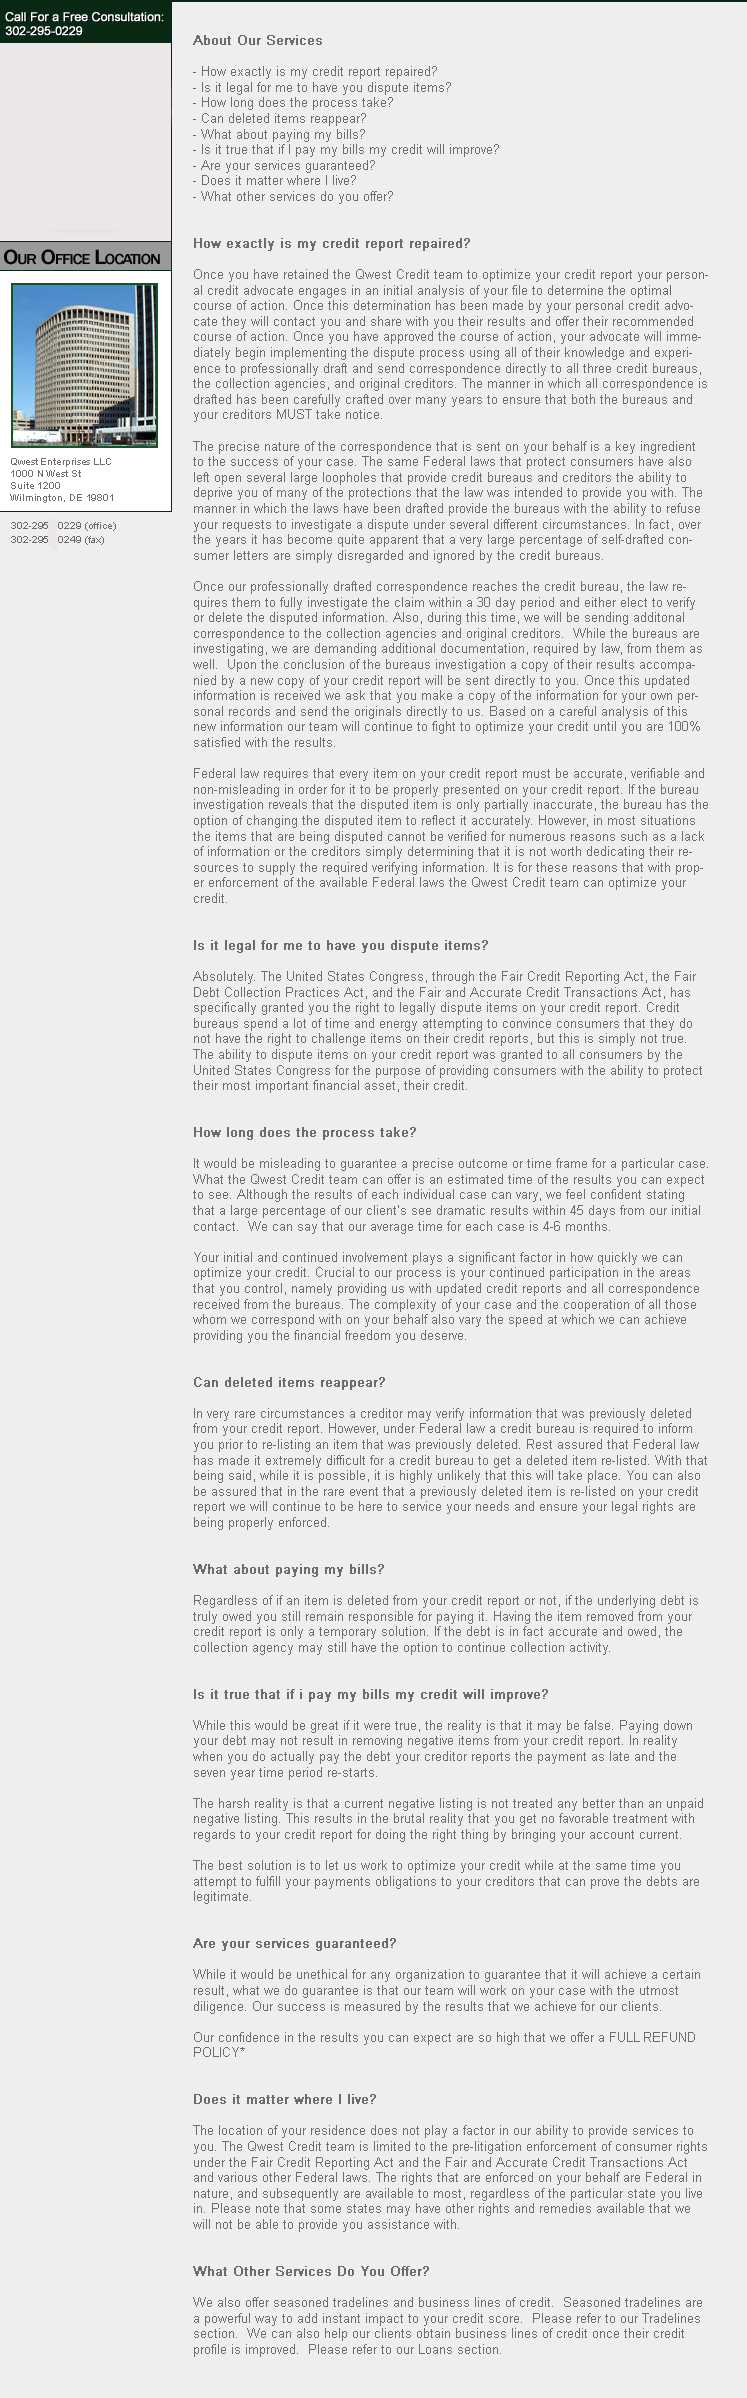 Call For a Free Consultation:
302-295-0229
OUR OFFICE LOCATION
Qwest Enterprises LLC
1000 N West St
Suite 1200
Wilmington, DE 19801
302-295   0229 (office)
302-295   0249 (fax)
About Our Services
- How exactly is my credit report repaired?
- Is it legal for me to have you dispute items?
- How long does the process take?
- Can deleted items reappear?
- What about paying my bills?
- Is it true that if I pay my bills my credit will improve?
- Are your services guaranteed?
- Does it matter where I live?
- What other services do you offer?
How exactly is my credit report repaired?
Once you have retained the Qwest Credit team to optimize your credit report your person-
al credit advocate engages in an initial analysis of your file to determine the optimal
course of action. Once this determination has been made by your personal credit advo-
cate they will contact you and share with you their results and offer their recommended
course of action. Once you have approved the course of action, your advocate will imme-
diately begin implementing the dispute process using all of their knowledge and experi-
ence to professionally draft and send correspondence directly to all three credit bureaus,
the collection agencies, and original creditors. The manner in which all correspondence is
drafted has been carefully crafted over many years to ensure that both the bureaus and
your creditors MUST take notice.
The precise nature of the correspondence that is sent on your behalf is a key ingredient
to the success of your case. The same Federal laws that protect consumers have also
left open several large loopholes that provide credit bureaus and creditors the ability to
deprive you of many of the protections that the law was intended to provide you with. The
manner in which the laws have been drafted provide the bureaus with the ability to refuse
your requests to investigate a dispute under several different circumstances. In fact, over
the years it has become quite apparent that a very large percentage of self-drafted con-
sumer letters are simply disregarded and ignored by the credit bureaus.
Once our professionally drafted correspondence reaches the credit bureau, the law re-
quires them to fully investigate the claim within a 30 day period and either elect to verify
or delete the disputed information. Also, during this time, we will be sending additonal
correspondence to the collection agencies and original creditors.  While the bureaus are
investigating, we are demanding additional documentation, required by law, from them as
well.  Upon the conclusion of the bureaus investigation a copy of their results accompa-
nied by a new copy of your credit report will be sent directly to you. Once this updated
information is received we ask that you make a copy of the information for your own per-
sonal records and send the originals directly to us. Based on a careful analysis of this
new information our team will continue to fight to optimize your credit until you are 100%
satisfied with the results.
Federal law requires that every item on your credit report must be accurate, verifiable and
non-misleading in order for it to be properly presented on your credit report. If the bureau
investigation reveals that the disputed item is only partially inaccurate, the bureau has the
option of changing the disputed item to reflect it accurately. However, in most situations
the items that are being disputed cannot be verified for numerous reasons such as a lack
of information or the creditors simply determining that it is not worth dedicating their re-
sources to supply the required verifying information. It is for these reasons that with prop-
er enforcement of the available Federal laws the Qwest Credit team can optimize your
credit.
Is it legal for me to have you dispute items?
Absolutely. The United States Congress, through the Fair Credit Reporting Act, the Fair
Debt Collection Practices Act, and the Fair and Accurate Credit Transactions Act, has
specifically granted you the right to legally dispute items on your credit report. Credit
bureaus spend a lot of time and energy attempting to convince consumers that they do
not have the right to challenge items on their credit reports, but this is simply not true.
The ability to dispute items on your credit report was granted to all consumers by the
United States Congress for the purpose of providing consumers with the ability to protect
their most important financial asset, their credit.
How long does the process take?
It would be misleading to guarantee a precise outcome or time frame for a particular case.
What the Qwest Credit team can offer is an estimated time of the results you can expect
to see. Although the results of each individual case can vary, we feel confident stating
that a large percentage of our client's see dramatic results within 45 days from our initial
contact.  We can say that our average time for each case is 4-6 months.
Your initial and continued involvement plays a significant factor in how quickly we can
optimize your credit. Crucial to our process is your continued participation in the areas
that you control, namely providing us with updated credit reports and all correspondence
received from the bureaus. The complexity of your case and the cooperation of all those
whom we correspond with on your behalf also vary the speed at which we can achieve
providing you the financial freedom you deserve.
Can deleted items reappear?
In very rare circumstances a creditor may verify information that was previously deleted
from your credit report. However, under Federal law a credit bureau is required to inform
you prior to re-listing an item that was previously deleted. Rest assured that Federal law
has made it extremely difficult for a credit bureau to get a deleted item re-listed. With that
being said, while it is possible, it is highly unlikely that this will take place. You can also
be assured that in the rare event that a previously deleted item is re-listed on your credit
report we will continue to be here to service your needs and ensure your legal rights are
being properly enforced.
What about paying my bills?
Regardless of if an item is deleted from your credit report or not, if the underlying debt is
truly owed you still remain responsible for paying it. Having the item removed from your
credit report is only a temporary solution. If the debt is in fact accurate and owed, the
collection agency may still have the option to continue collection activity.
Is it true that if i pay my bills my credit will improve?
While this would be great if it were true, the reality is that it may be false. Paying down
your debt may not result in removing negative items from your credit report. In reality
when you do actually pay the debt your creditor reports the payment as late and the
seven year time period re-starts.
The harsh reality is that a current negative listing is not treated any better than an unpaid
negative listing. This results in the brutal reality that you get no favorable treatment with
regards to your credit report for doing the right thing by bringing your account current.
The best solution is to let us work to optimize your credit while at the same time you
attempt to fulfill your payments obligations to your creditors that can prove the debts are
legitimate.
Are your services guaranteed?
While it would be unethical for any organization to guarantee that it will achieve a certain
result, what we do guarantee is that our team will work on your case with the utmost
diligence. Our success is measured by the results that we achieve for our clients.
Our confidence in the results you can expect are so high that we offer a FULL REFUND
POLICY*
Does it matter where I live?
The location of your residence does not play a factor in our ability to provide services to
you. The Qwest Credit team is limited to the pre-litigation enforcement of consumer rights
under the Fair Credit Reporting Act and the Fair and Accurate Credit Transactions Act
and various other Federal laws. The rights that are enforced on your behalf are Federal in
nature, and subsequently are available to most, regardless of the particular state you live
in. Please note that some states may have other rights and remedies available that we
will not be able to provide you assistance with.
What Other Services Do You Offer?
We also offer seasoned tradelines and business lines of credit.  Seasoned tradelines are
a powerful way to add instant impact to your credit score.  Please refer to our Tradelines
section.  We can also help our clients obtain business lines of credit once their credit
profile is improved.  Please refer to our Loans section.